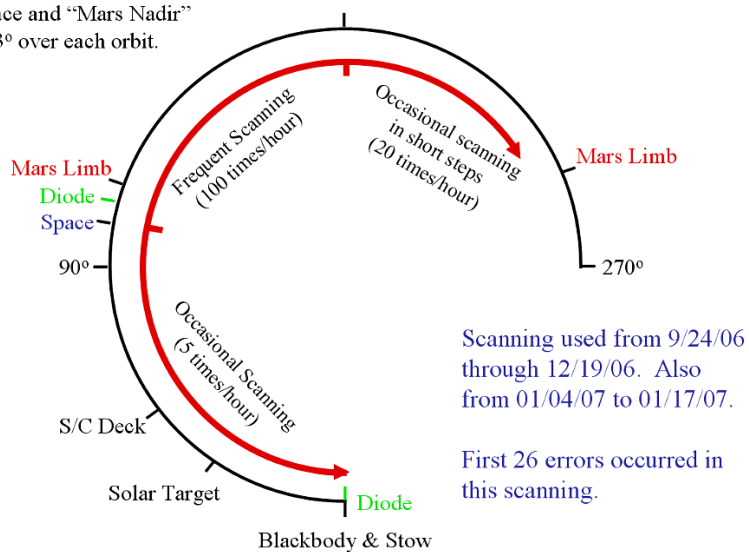 and “Mars Nadir”
over each orbit.
Frequent Scanning
(100 times/hour)
Occasional scanning
in short steps
(20 times/hour)
Mars Limb
Mars Limb
Diode
Space
90º
270º
Occasional Scanning
(5 times/hour)
Scanning used from 9/24/06
through 12/19/06. Also
from 01/04/07 to 01/17/07.
S/C Deck
First 26 errors occurred in
this scanning.
Solar Target
Diode
Blackbody & Stow